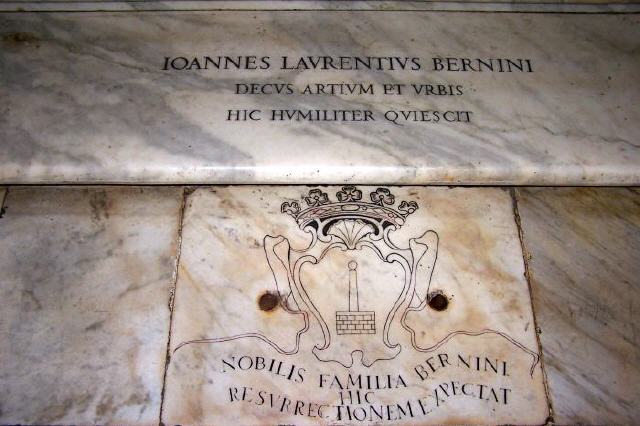 IOANNES LAVRENTIVS BERNINI
DECVS ARTIVM ET VRBIS
HIC HVMILITER QVIESCIT
NOBILIS FAMILIA BERNINI
HIC
RESVRRECTIONEM EXPECTAT